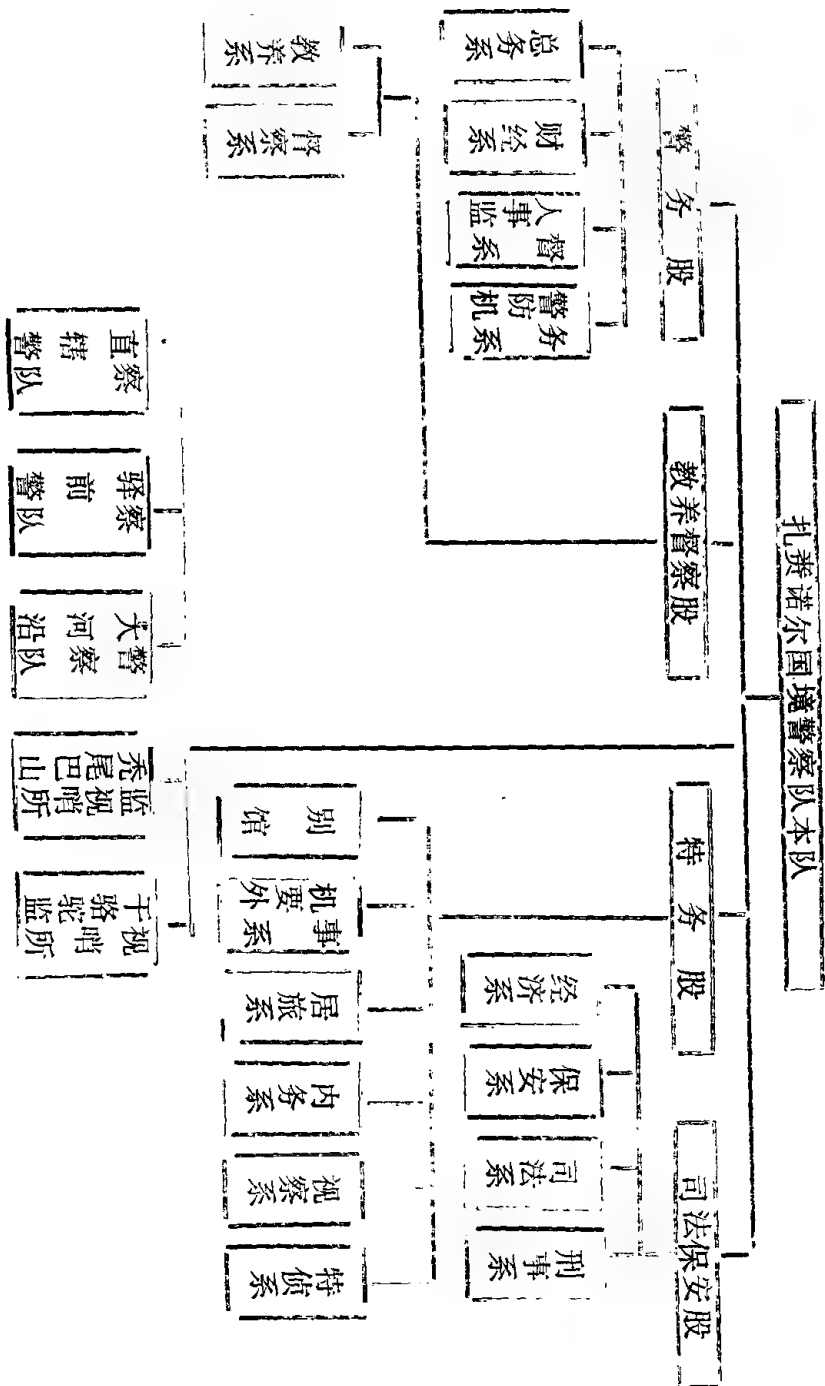 扎赉诺尔国境警察队本队
警务股
教养督察股
特务股
司法保安股
总务系
财经系
人事监
督系
警防机
务系
经济系
保安系
司法系
刑事系
教养系
督察系
别馆
机要外
事系
居旅系
内务系
视察系
特侦系
直辖警
察队
驿前警
察队
大河沿
警察队
秃尾巴山
监视哨所
干骆驼监
视哨所